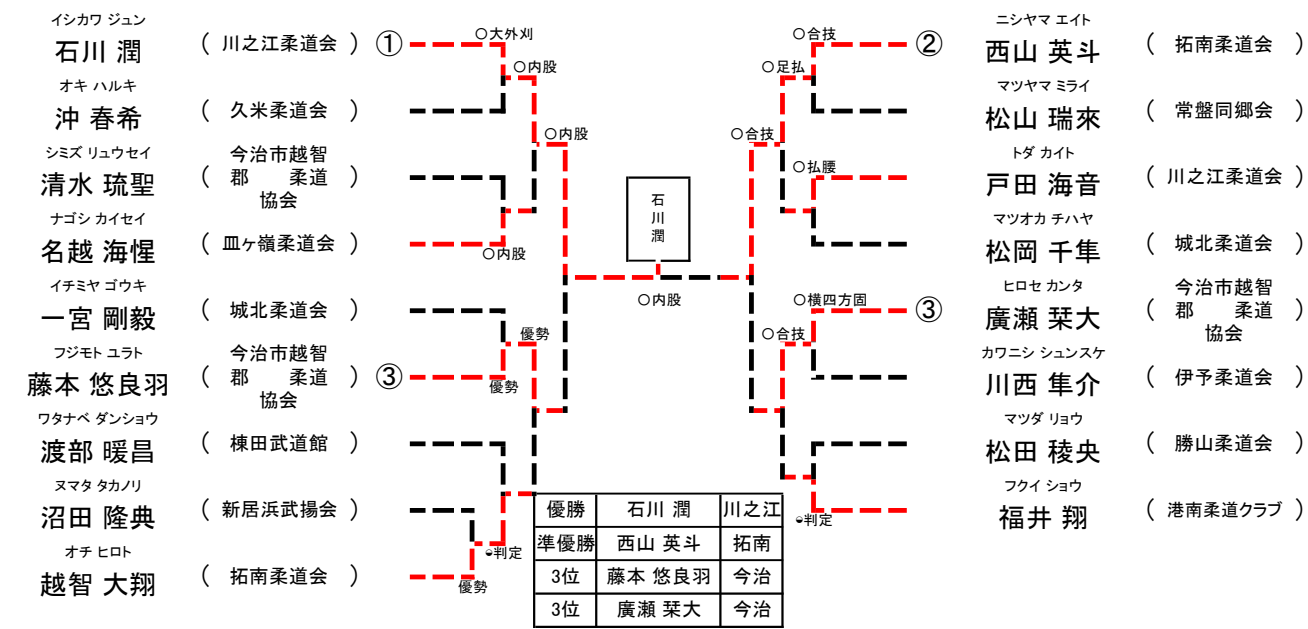 イシカワ ジュン
石川 潤 ( 川之江柔道会 ) ①
オキ ハルキ
沖 春希 ( 久米柔道会 )
シミズ リュウセイ
清水 琉聖 ( 今治市越智郡 柔道協会 )
ナゴシ カイセイ
名越 海惺 ( 皿ヶ嶺柔道会 )
イチミヤ ゴウキ
一宮 剛毅 ( 城北柔道会 )
フジモト ユラト
藤本 悠良羽 ( 今治市越智郡 柔道協会 ) ③
ワタナベ ダンショウ
渡部 暖昌 ( 棟田武道館 )
ヌマタ タカノリ
沼田 隆典 ( 新居浜武揚会 )
オチ ヒロト
越智 大翔 ( 拓南柔道会 )
○大外刈
○内股
○内股
○内股
優勢
優勢
○判定
優勢
石川潤
○内股
○合技
○足払
○合技
○払腰
○横四方固
○合技
○判定
ニシヤマ エイト
② 西山 英斗 ( 拓南柔道会 )
マツヤマ ミライ
松山 瑞來 ( 常盤同郷会 )
トダ カイト
戸田 海音 ( 川之江柔道会 )
マツオカ チハヤ
松岡 千隼 ( 城北柔道会 )
ヒロセ カンタ
③ 廣瀬 栞大 ( 今治市越智郡 柔道協会 )
カワニシ シュンスケ
川西 隼介 ( 伊予柔道会 )
マツダ リョウ
松田 稜央 ( 勝山柔道会 )
フクイ ショウ
福井 翔 ( 港南柔道クラブ )
優勝 石川 潤 川之江
準優勝 西山 英斗 拓南
3位 藤本 悠良羽 今治
3位 廣瀬 栞大 今治